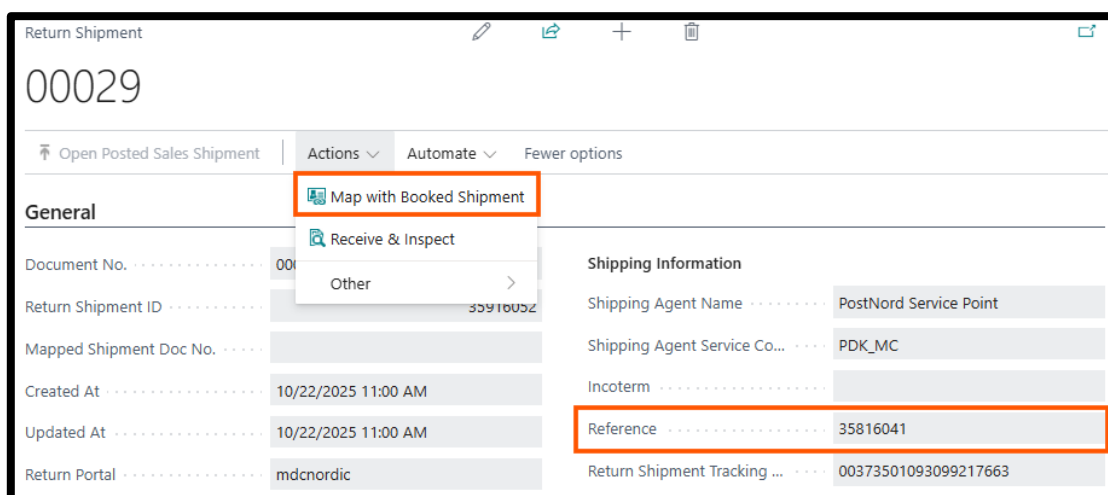 Return Shipment
00029
Open Posted Sales Shipment Actions Automate Fewer options
Map with Booked Shipment
General
Receive & Inspect
Document No. 000 Shipping Information
Other
Return Shipment ID 35916052 Shipping Agent Name PostNord Service Point
Mapped Shipment Doc No. Shipping Agent Service Co... PDK_MC
Created At 10/22/2025 11:00 AM Incoterm
Updated At 10/22/2025 11:00 AM Reference 35816041
Return Portal mdcnordic Return Shipment Tracking ... 00373501093099217663